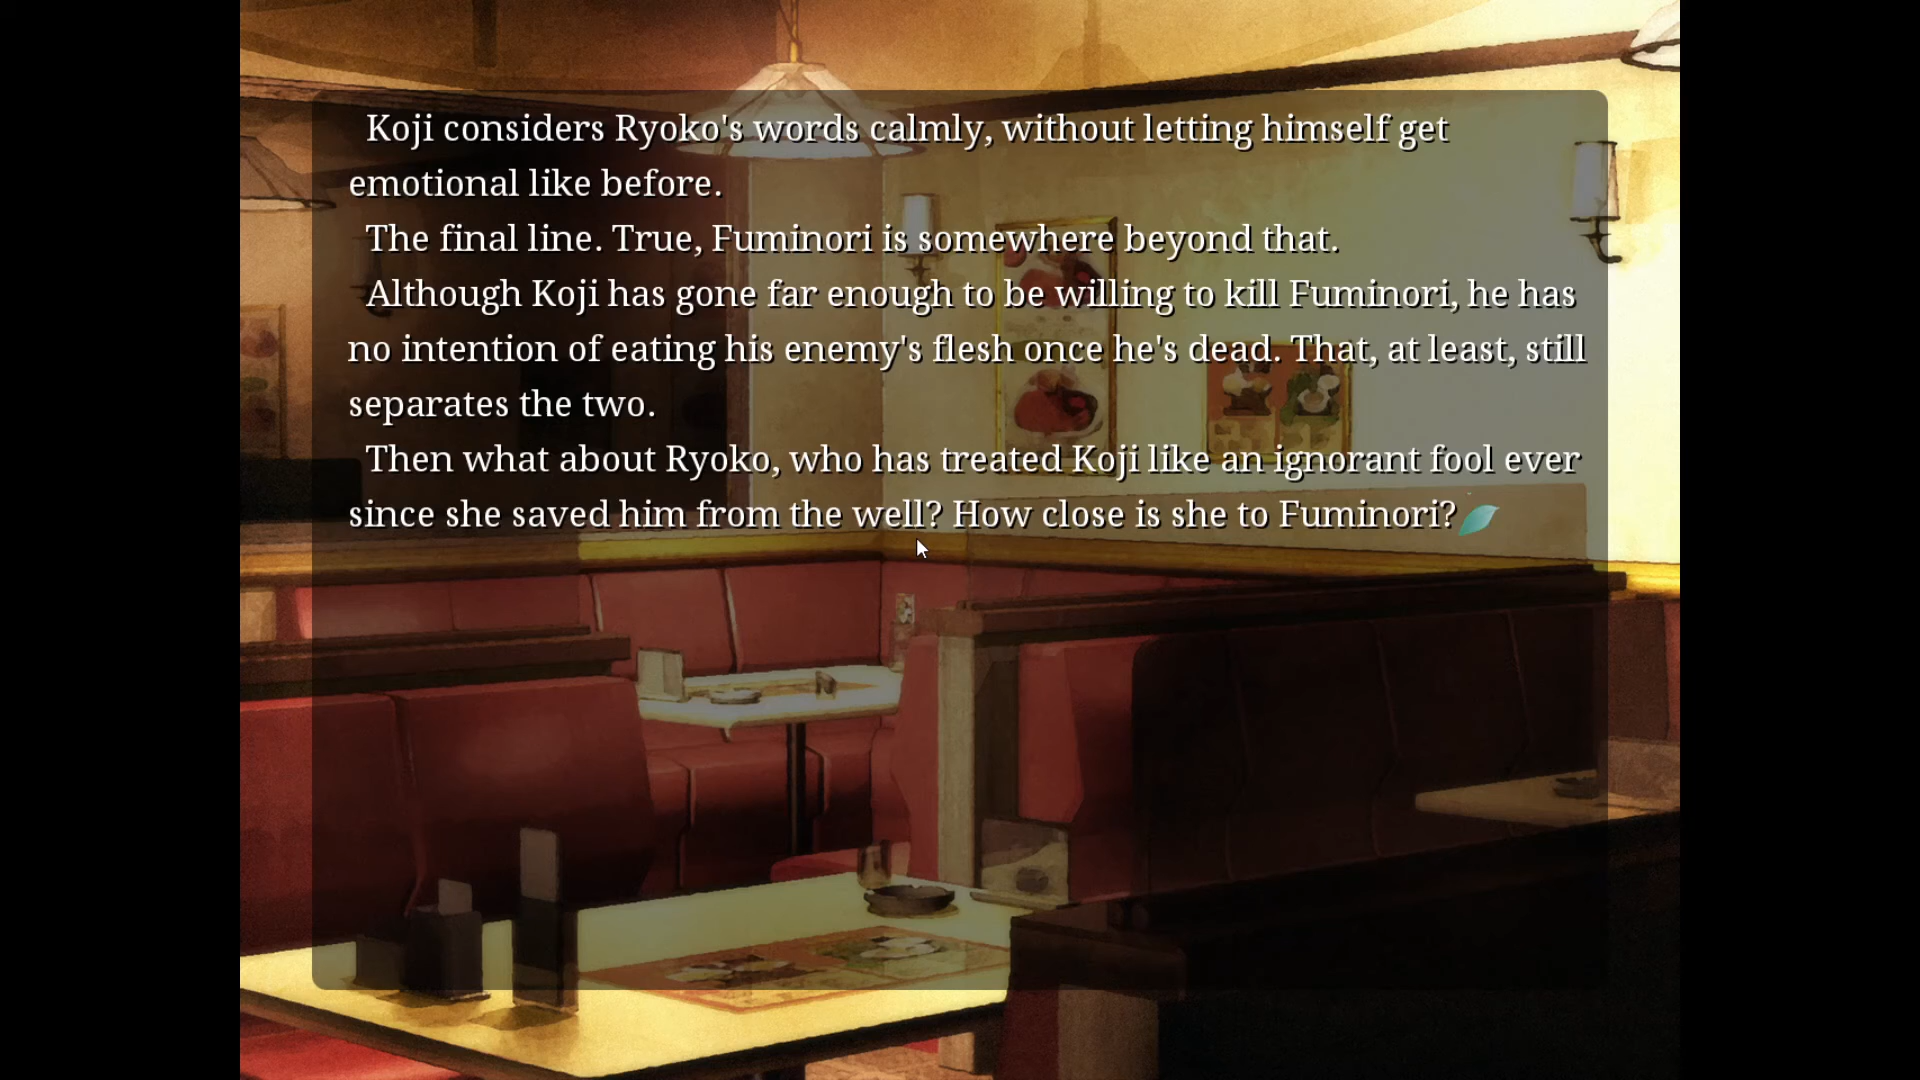 Koji considers Ryoko's words calmly, without letting himself get
emotional like before.
The final line. True, Fuminori is somewhere beyond that.
Although Koji has gone far enough to be willing to kill Fuminori, he has
no intention of eating his enemy's flesh once he's dead. That, at least, still
separates the two.
Then what about Ryoko, who has treated Koji like an ignorant fool ever
since she saved him from the well? How close is she to Fuminori?